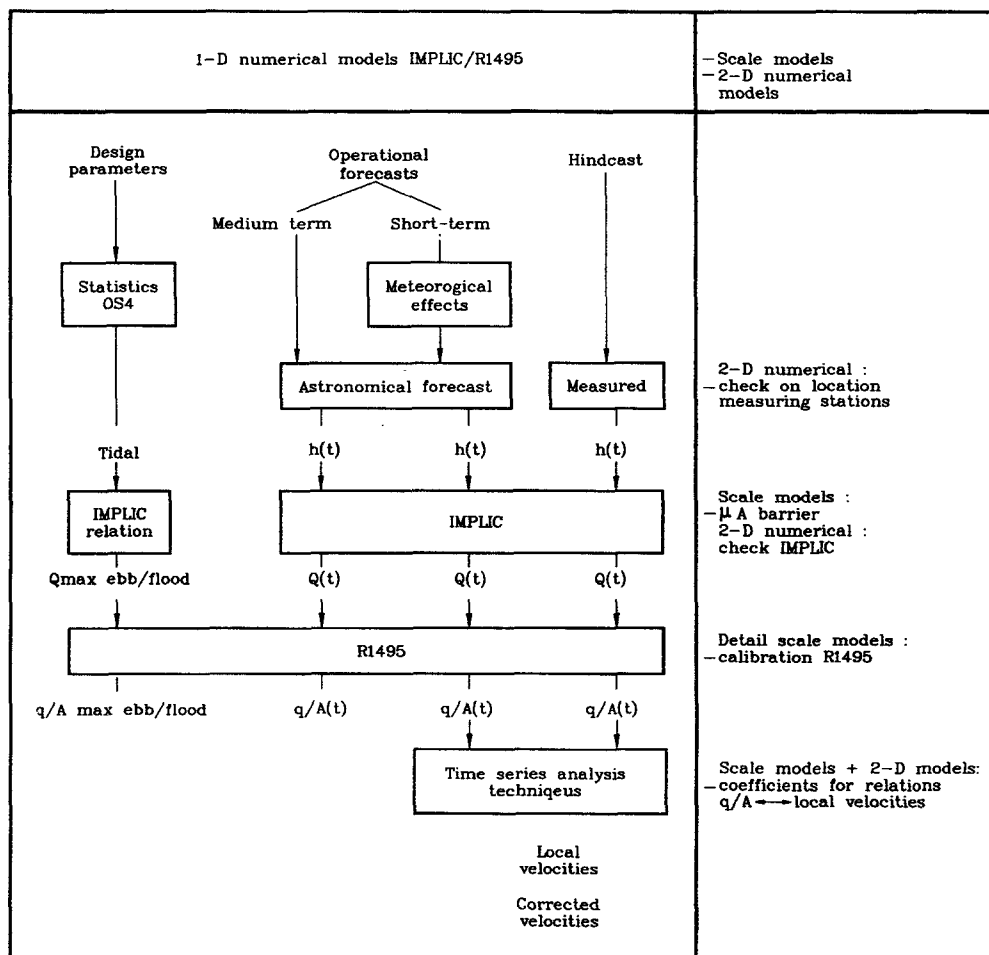 1-D numerical models IMPLIC/R1495
-Scale models
-2-D numerical
models
Design
parameters
Operational
forecasts
Hindcast
Medium term
Short-term
Statistics
OS4
Meteorogical
effects
Astronomical forecast
Measured
2-D numerical :
-check on location
measuring stations
Tidal
h(t)
h(t)
h(t)
IMPLIC
relation
IMPLIC
Scale models :
-μA barrier
2-D numerical :
check IMPLIC
Qmax ebb/flood
Q(t)
Q(t)
Q(t)
R1495
Detail scale models :
-calibration R1495
q/A max ebb/flood
q/A(t)
q/A(t)
q/A(t)
Time series analysis
techniqeus
Scale models + 2-D models:
-coefficients for relations
q/A ←→ local velocities
Local
velocities
Corrected
velocities